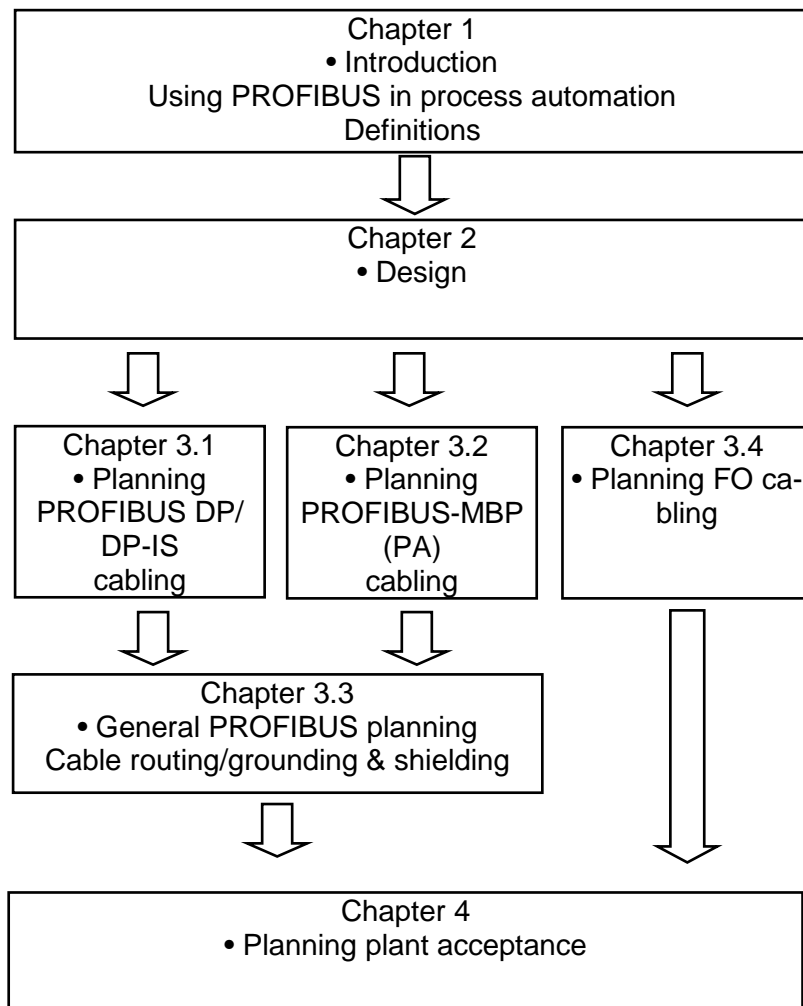 Chapter 1
• Introduction
Using PROFIBUS in process automation
Definitions
Chapter 2
• Design
Chapter 3.1
• Planning
PROFIBUS DP/
DP-IS
cabling
Chapter 3.2
• Planning
PROFIBUS-MBP
(PA)
cabling
Chapter 3.4
• Planning FO ca-
bling
Chapter 3.3
• General PROFIBUS planning
Cable routing/grounding & shielding
Chapter 4
• Planning plant acceptance